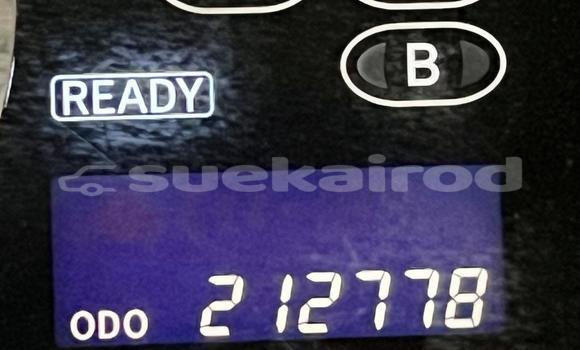 B
READY
suekairod
ODO 212778